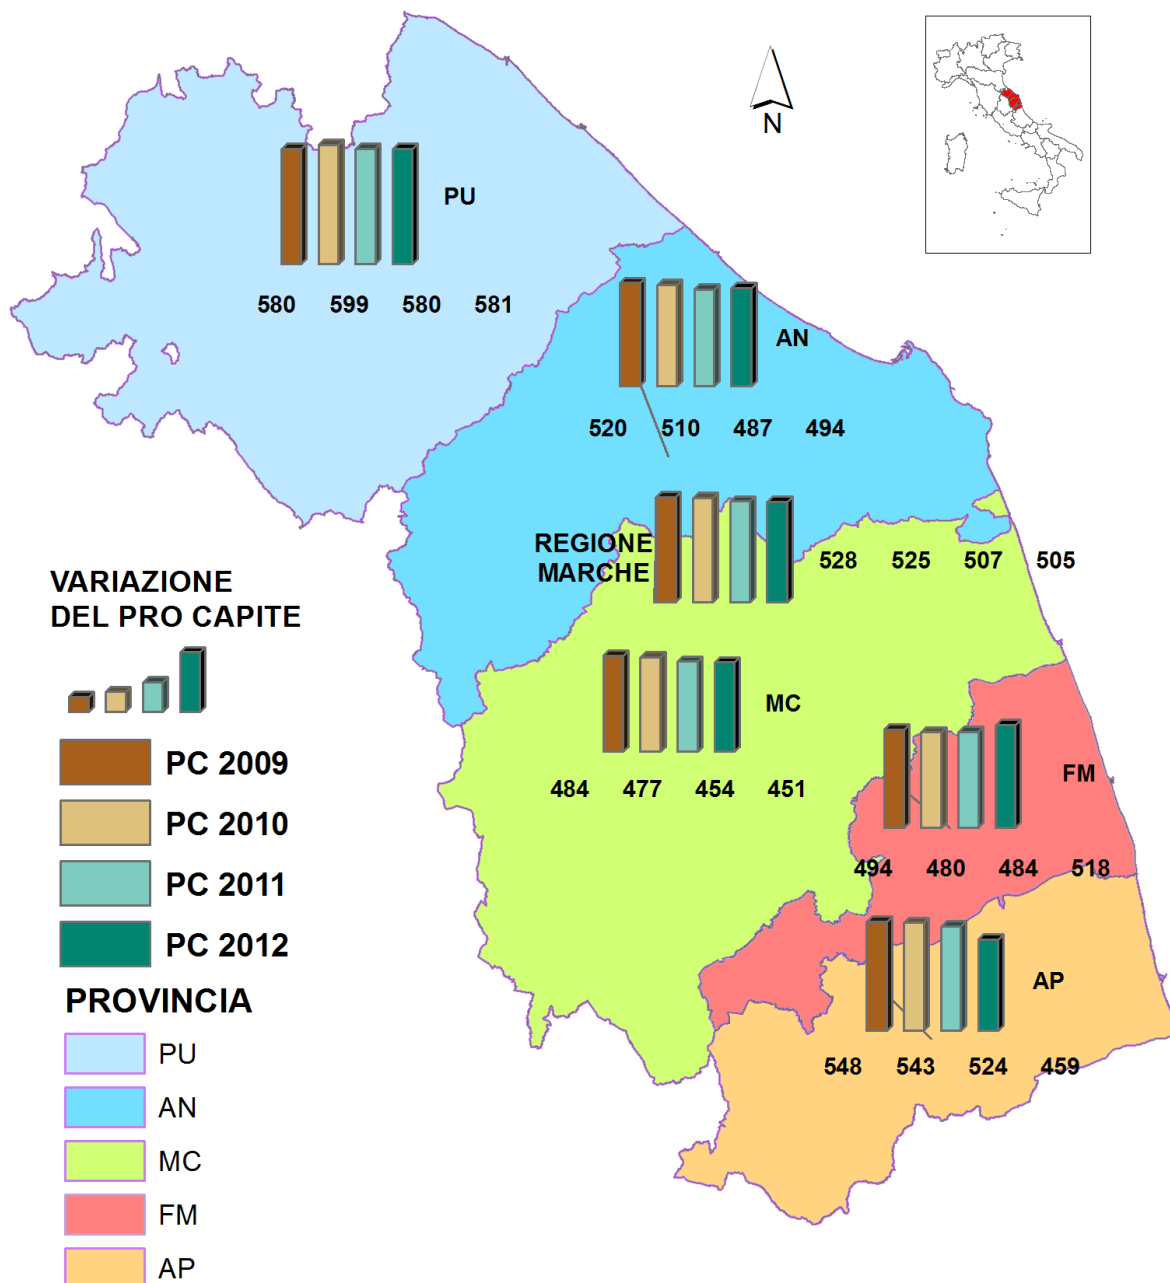 N
PU
580 599 580 581
AN
520 510 487 494
REGIONE
MARCHE
528 525 507 505
MC
484 477 454 451
FM
494 480 484 518
AP
548 543 524 459
VARIAZIONE
DEL PRO CAPITE
PC 2009
PC 2010
PC 2011
PC 2012
PROVINCIA
PU
AN
MC
FM
AP